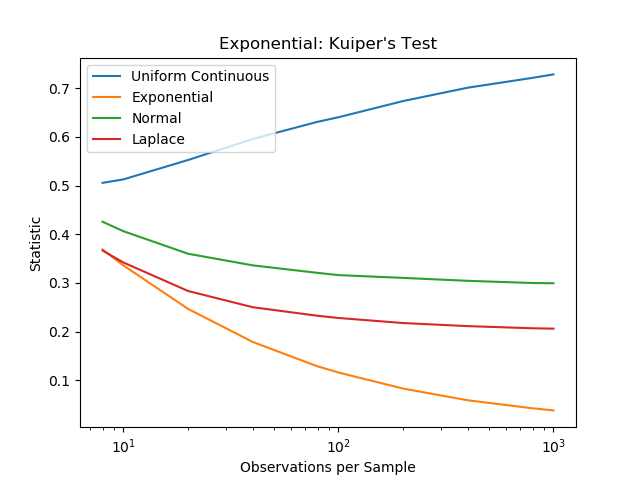 Exponential: Kuiper's Test
Uniform Continuous
Exponential
Normal
Laplace
0.7
0.6
0.5
0.4
0.3
0.2
0.1
Statistic
10¹
10²
10³
Observations per Sample